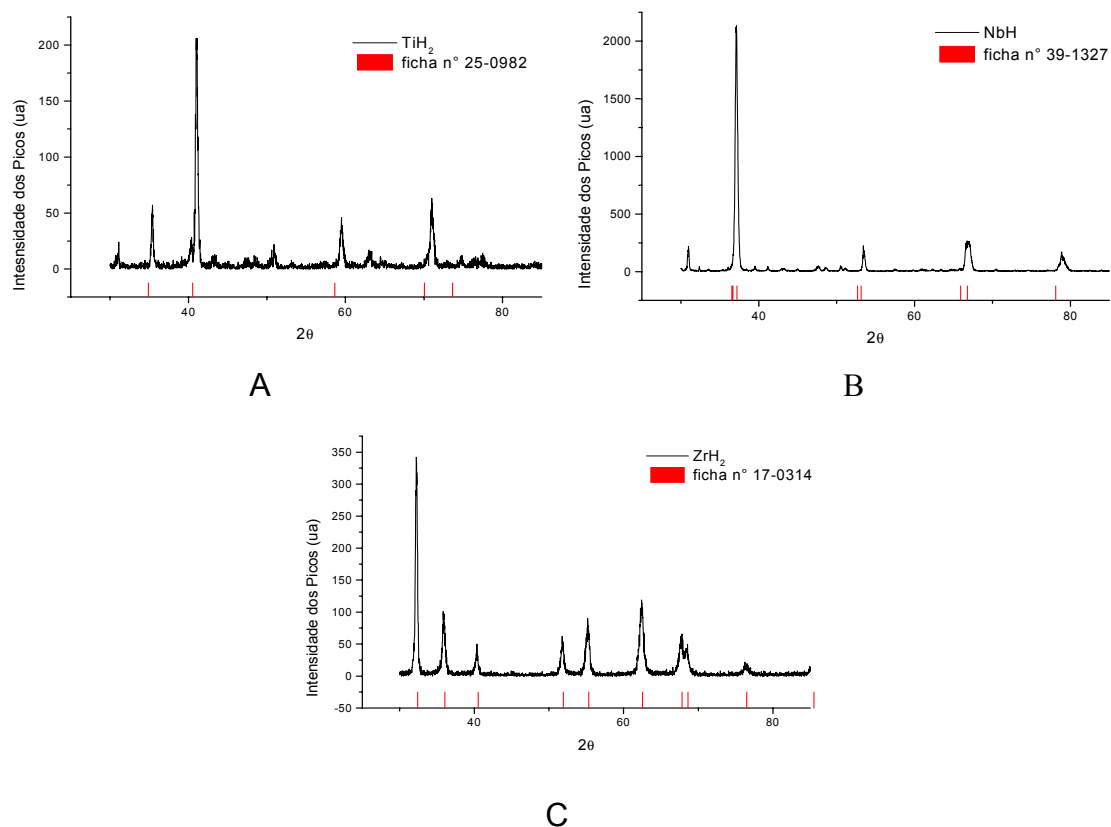 TiH₂
ficha n° 25-0982
200
150
100
50
0
Intesnsidade dos Picos (ua)
40 60 80
2θ
A
NbH
ficha n° 39-1327
2000
1500
1000
500
0
Intensidade dos Picos (ua)
40 60 80
2θ
B
ZrH₂
ficha n° 17-0314
350
300
250
200
150
100
50
0
-50
Intensidade dos Picos (ua)
40 60 80
2θ
C